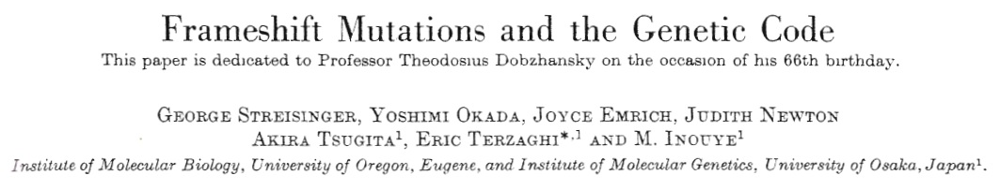 Frameshift Mutations and the Genetic Code
This paper is dedicated to Professor Theodosius Dobzhansky on the occasion of his 66th birthday.
GEORGE STREISINGER, YOSHIMI OKADA, JOYCE EMRICH, JUDITH NEWTON
AKIRA TSUGITA¹, ERIC TERZAGHI*,¹ AND M. INOUYE¹
Institute of Molecular Biology, University of Oregon, Eugene, and Institute of Molecular Genetics, University of Osaka, Japan¹.